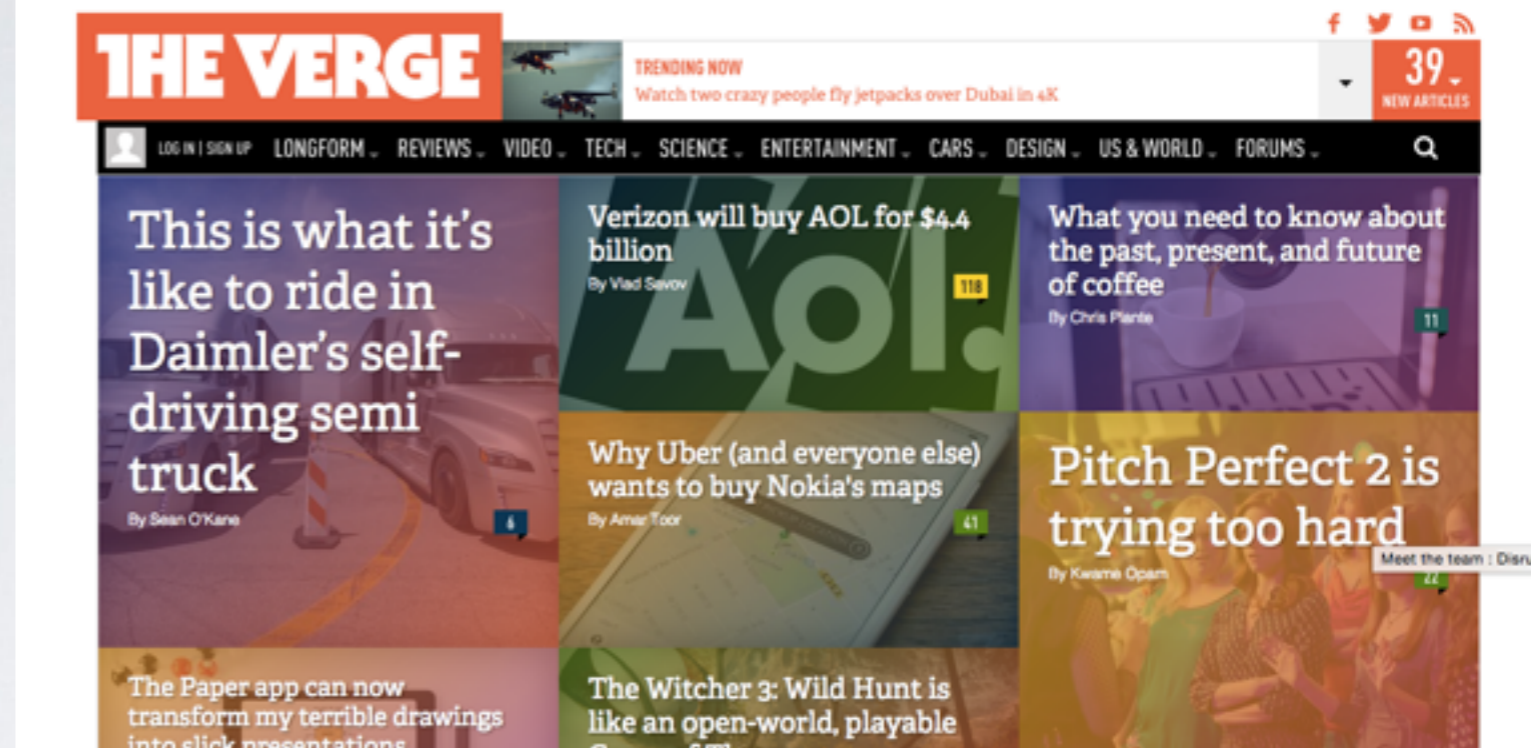 THE VERGE
TRENDING NOW
Watch two crazy people fly jetpacks over Dubai in 4K
39
NEW ARTICLES
LOG IN | SIGN UP LONGFORM REVIEWS VIDEO TECH SCIENCE ENTERTAINMENT CARS DESIGN US & WORLD FORUMS
This is what it's
like to ride in
Daimler's self-
driving semi
truck
By Sean O'Kane
6
Verizon will buy AOL for $4.4
billion
By Vlad Savov
118
Aol.
What you need to know about
the past, present, and future
of coffee
By Chris Plante
11
Why Uber (and everyone else)
wants to buy Nokia's maps
By Amar Toor
41
Pitch Perfect 2 is
trying too hard
By Kwame Opam
Meet the team : Disru
22
The Paper app can now
transform my terrible drawings
into slick presentations
The Witcher 3: Wild Hunt is
like an open-world, playable